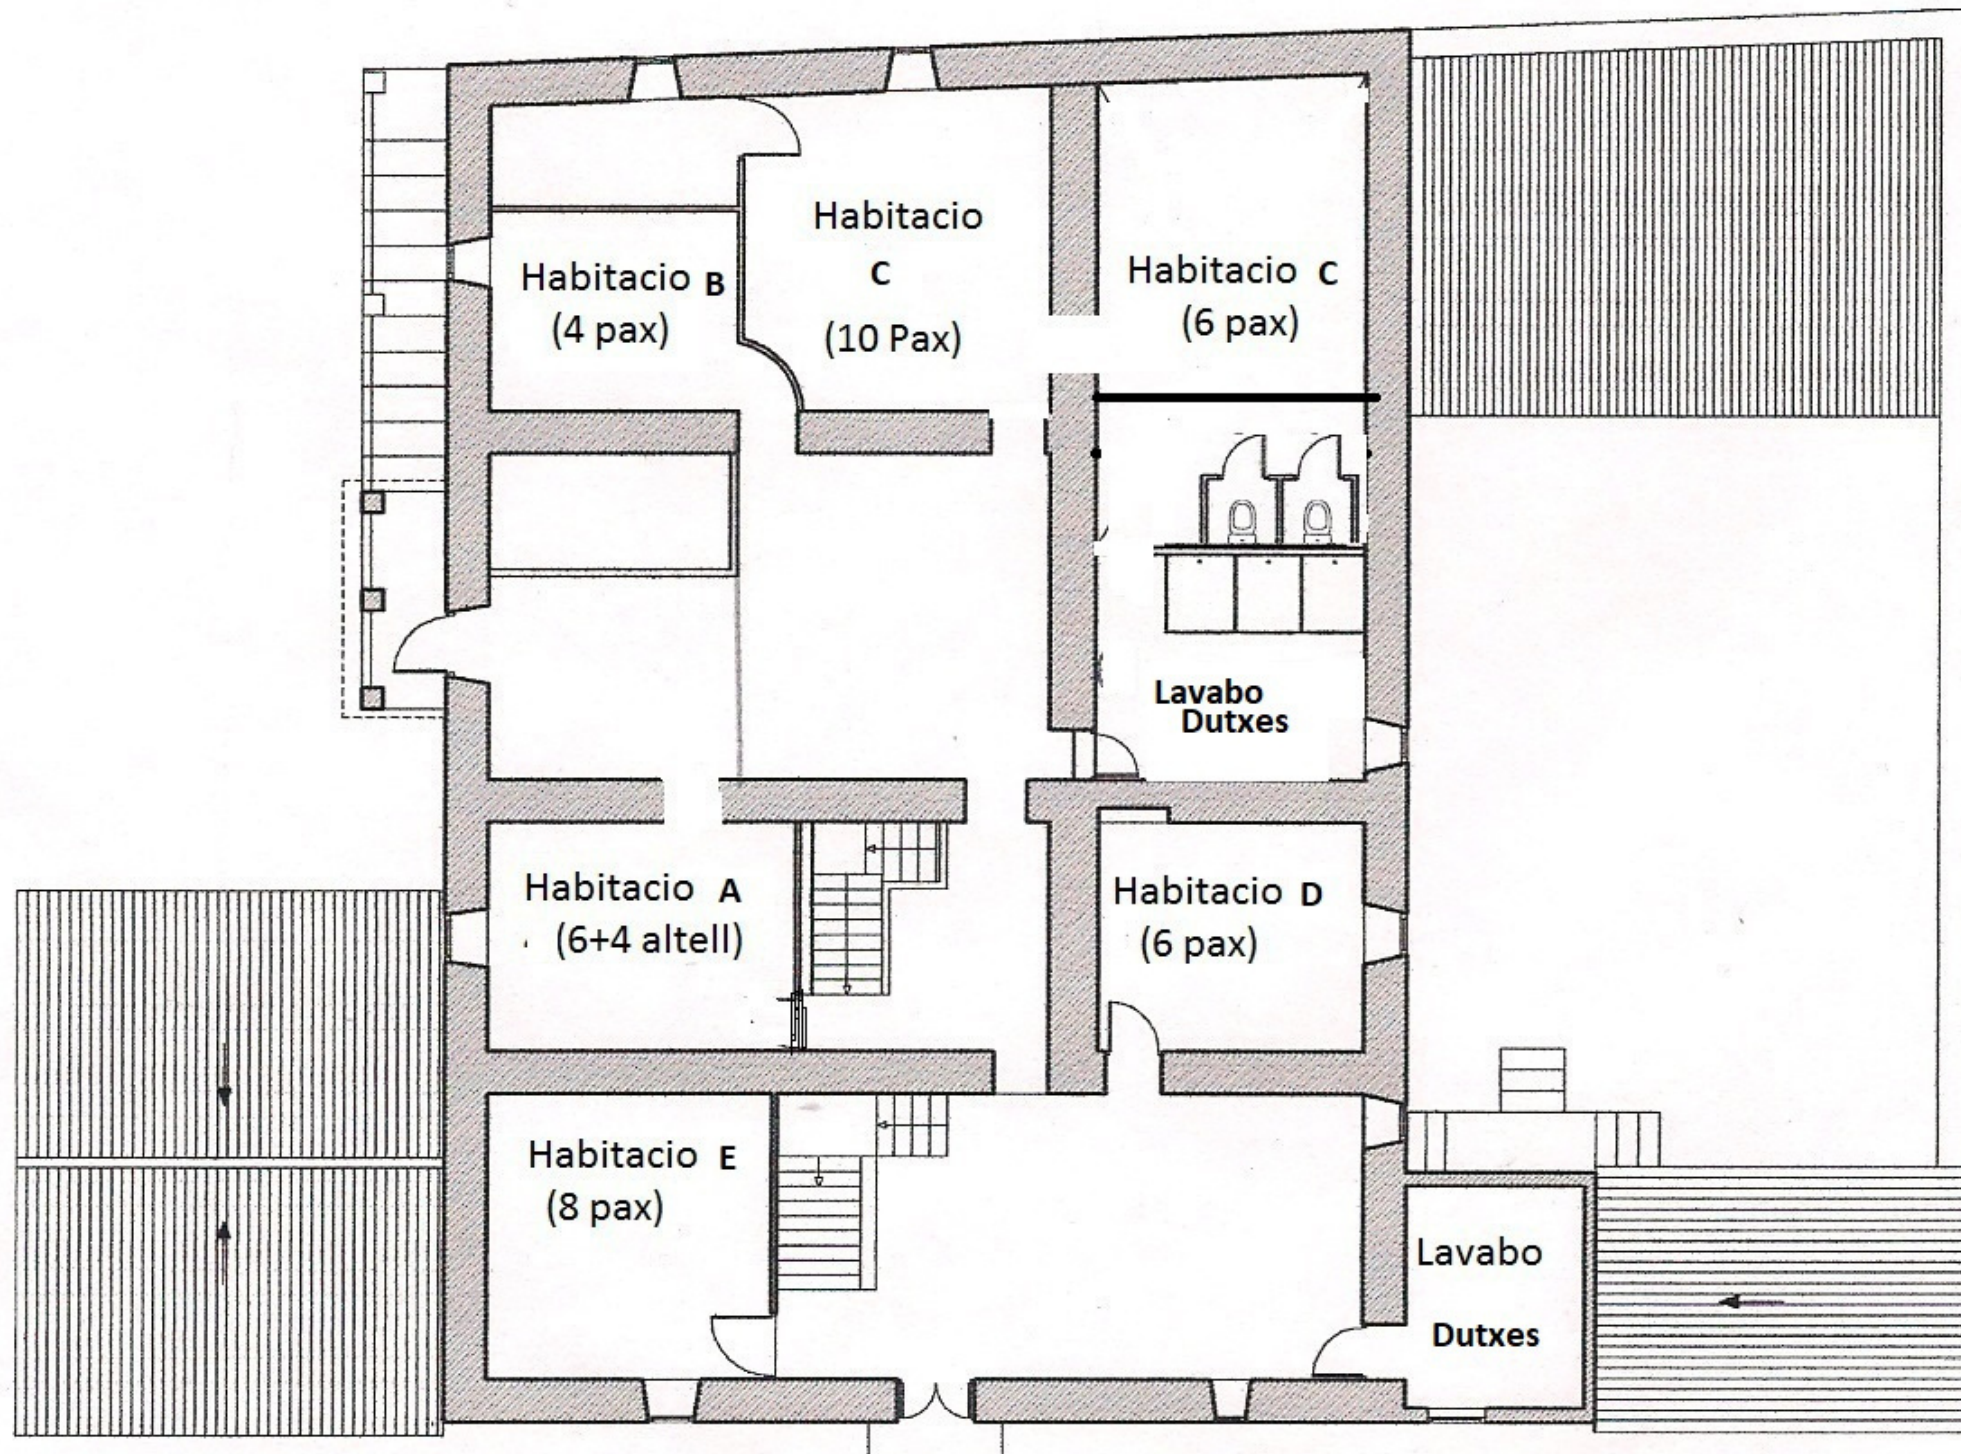 Habitacio
C
(10 Pax)
Habitacio B
(4 pax)
Habitacio C
(6 pax)
Lavabo
Dutxes
Habitacio A
(6+4 altell)
Habitacio D
(6 pax)
Habitacio E
(8 pax)
Lavabo
Dutxes